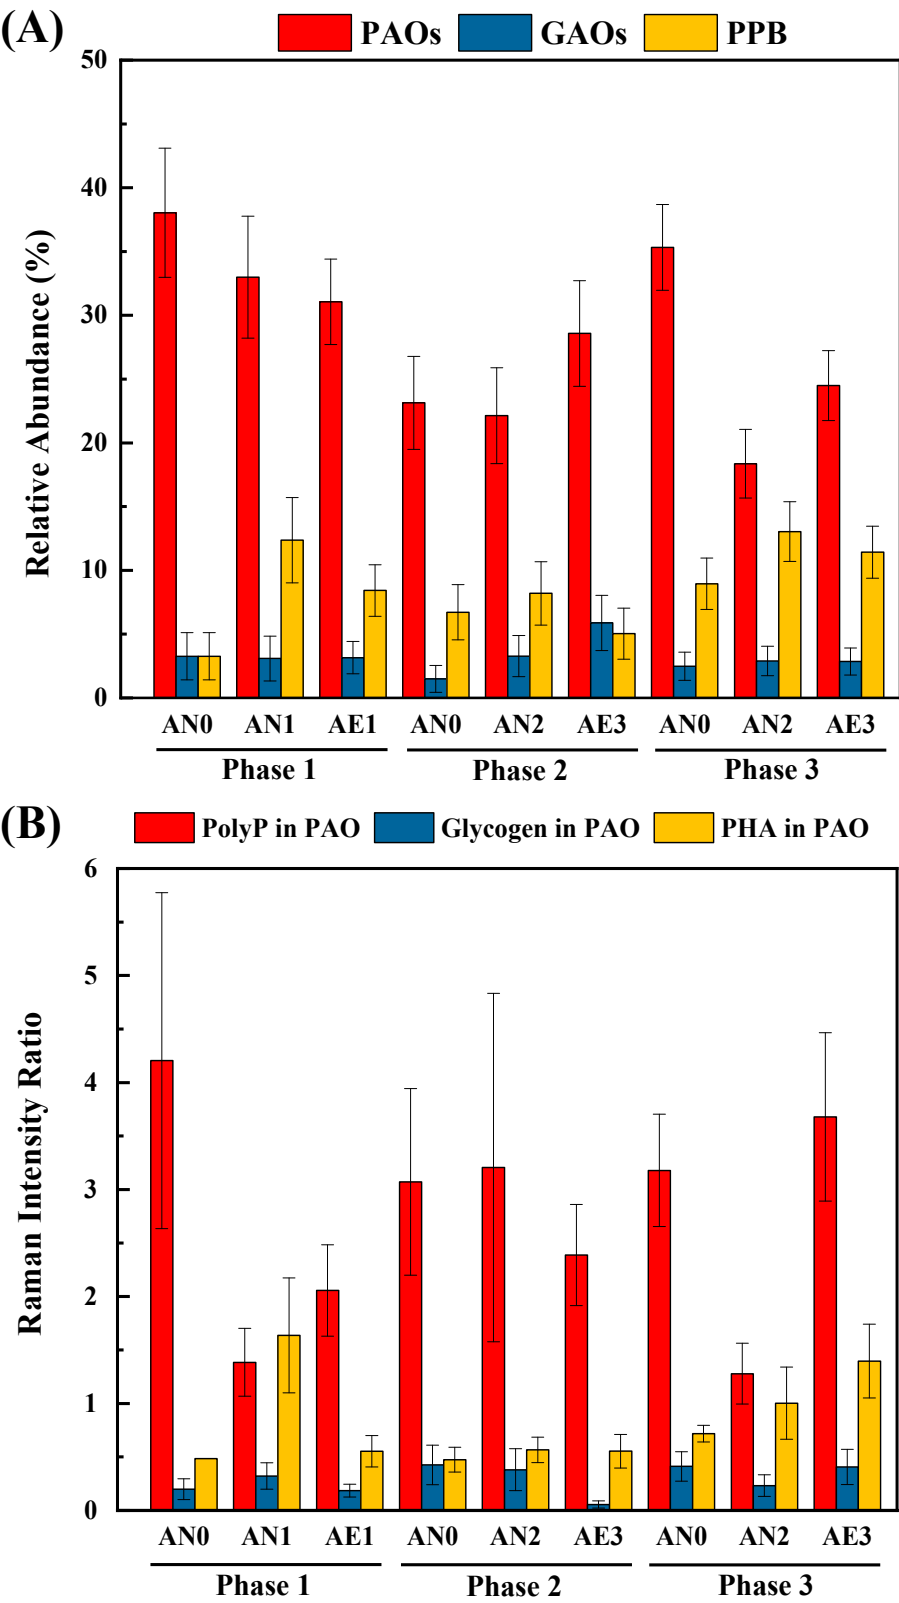 (A)
PAOs GAOs PPB
50
40
30
20
10
0
Relative Abundance (%)
AN0 AN1 AE1 AN0 AN2 AE3 AN0 AN2 AE3
Phase 1 Phase 2 Phase 3
(B)
PolyP in PAO Glycogen in PAO PHA in PAO
6
5
4
3
2
1
0
Raman Intensity Ratio
AN0 AN1 AE1 AN0 AN2 AE3 AN0 AN2 AE3
Phase 1 Phase 2 Phase 3